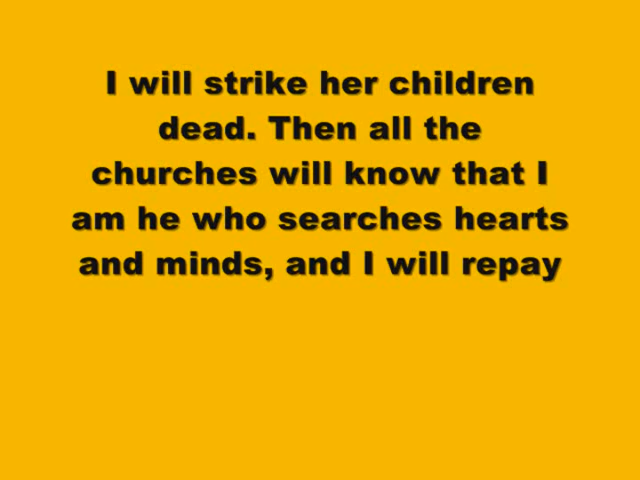 I will strike her children
dead. Then all the
churches will know that I
am he who searches hearts
and minds, and I will repay